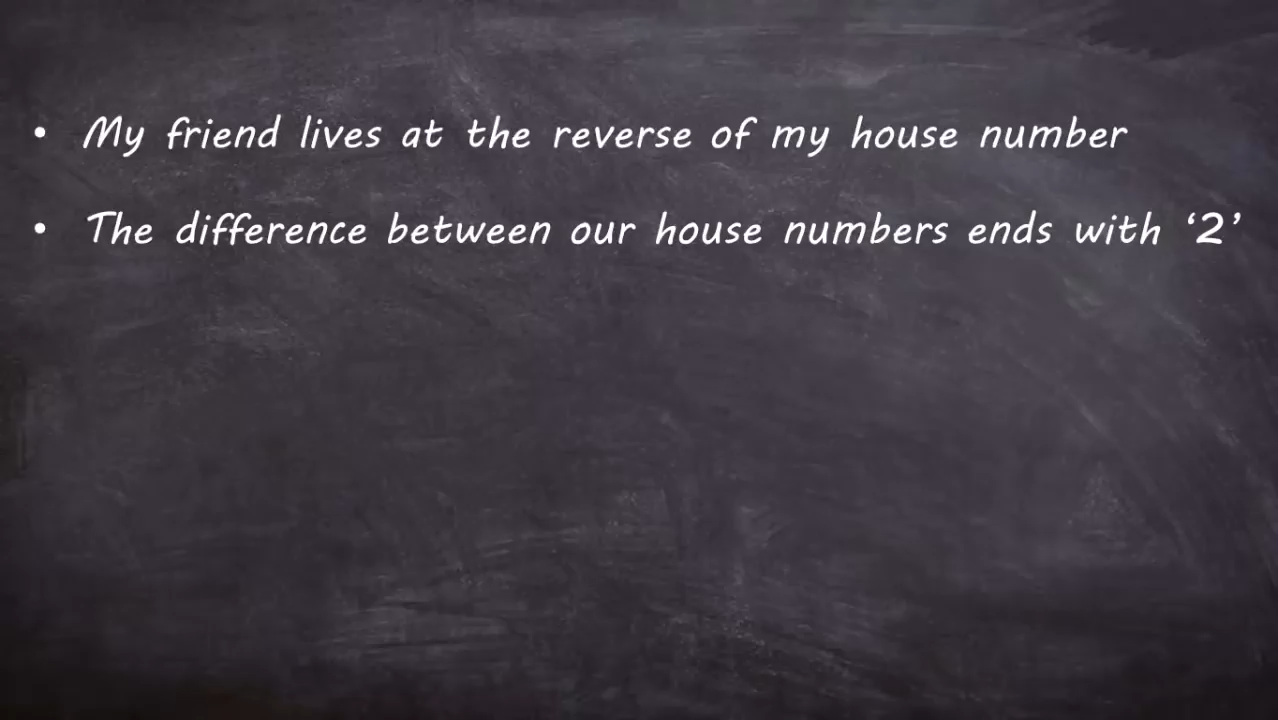 • My friend lives at the reverse of my house number
• The difference between our house numbers ends with ‘2’